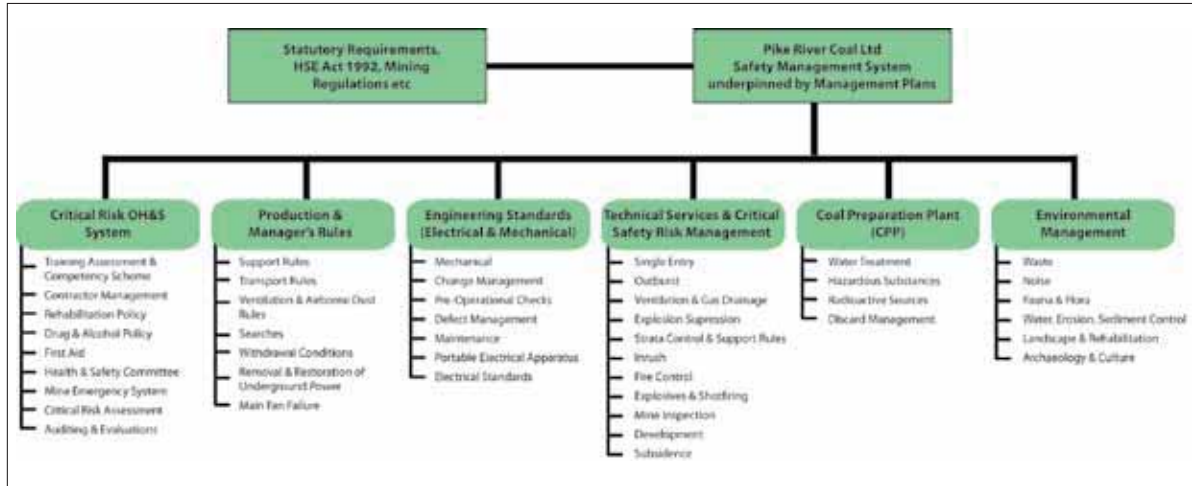 Statutory Requirements,
HSE Act 1992, Mining
Regulations etc
Pike River Coal Ltd
Safety Management System
underpinned by Management Plans
Critical Risk OH&S
System
Training Assessment &
Competency Scheme
Contractor Management
Rehabilitation Policy
Drug & Alcohol Policy
First Aid
Health & Safety Committee
Mine Emergency System
Critical Risk Assessment
Auditing & Evaluations
Production &
Manager's Rules
Support Rules
Transport Rules
Ventilation & Airborne Dust
Rules
Searches
Withdrawal Conditions
Removal & Restoration of
Underground Power
Main Fan Failure
Engineering Standards
(Electrical & Mechanical)
Mechanical
Change Management
Pre-Operational Checks
Defect Management
Maintenance
Portable Electrical Apparatus
Electrical Standards
Technical Services & Critical
Safety Risk Management
Single Entry
Outburst
Ventilation & Gas Drainage
Explosion Supression
Strata Control & Support Rules
Inrush
Fire Control
Explosives & Shotfiring
Mine Inspection
Development
Subsidence
Coal Preparation Plant
(CPP)
Water Treatment
Hazardous Substances
Radioactive Sources
Discard Management
Environmental
Management
Waste
Noise
Fauna & Flora
Water, Erosion, Sediment Control
Landscape & Rehabilitation
Archaeology & Culture